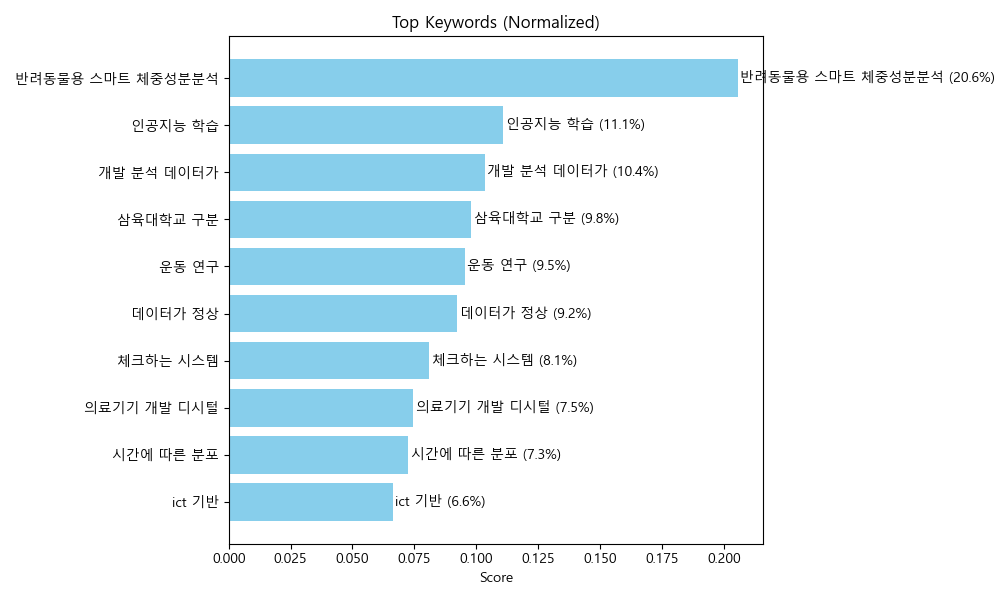 Top Keywords (Normalized)
반려동물용 스마트 체중성분분석 반려동물용 스마트 체중성분분석 (20.6%)
인공지능 학습 인공지능 학습 (11.1%)
개발 분석 데이터가 개발 분석 데이터가 (10.4%)
삼육대학교 구분 삼육대학교 구분 (9.8%)
운동 연구 운동 연구 (9.5%)
데이터가 정상 데이터가 정상 (9.2%)
체크하는 시스템 체크하는 시스템 (8.1%)
의료기기 개발 디시털 의료기기 개발 디시털 (7.5%)
시간에 따른 분포 시간에 따른 분포 (7.3%)
ict 기반 ict 기반 (6.6%)
0.000 0.025 0.050 0.075 0.100 0.125 0.150 0.175 0.200
Score